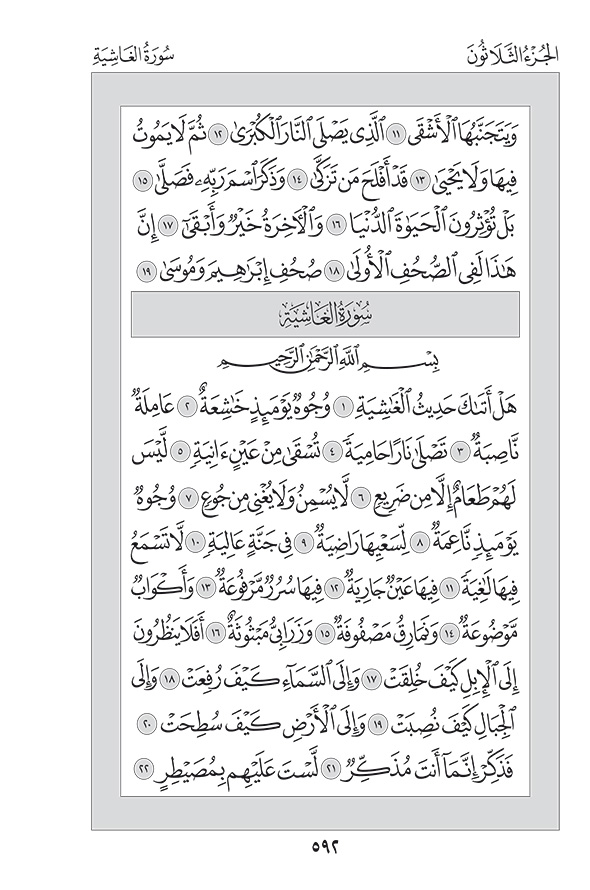 الجُزْءُ الثَّلَاثُونَ
سُورَةُ الغَاشِيَةِ
وَيَتَجَنَّبُهَا ٱلْأَشْقَى ١١ ٱلَّذِي يَصْلَى ٱلنَّارَ ٱلْكُبْرَىٰ ١٢ ثُمَّ لَا يَمُوتُ
فِيهَا وَلَا يَحْيَىٰ ١٣ قَدْ أَفْلَحَ مَن تَزَكَّىٰ ١٤ وَذَكَرَ ٱسْمَ رَبِّهِۦ فَصَلَّىٰ ١٥
بَلْ تُؤْثِرُونَ ٱلْحَيَوٰةَ ٱلدُّنْيَا ١٦ وَٱلْأٓخِرَةُ خَيْرٌ وَأَبْقَىٰٓ ١٧ إِنَّ
هَٰذَا لَفِي ٱلصُّحُفِ ٱلْأُولَىٰ ١٨ صُحُفِ إِبْرَٰهِيمَ وَمُوسَىٰ ١٩
سُورَةُ الغَاشِيَةِ
بِسْمِ ٱللَّهِ ٱلرَّحْمَٰنِ ٱلرَّحِيمِ
هَلْ أَتَىٰكَ حَدِيثُ ٱلْغَٰشِيَةِ ١ وُجُوهٌ يَوْمَئِذٍ خَٰشِعَةٌ ٢ عَامِلَةٌ
نَّاصِبَةٌ ٣ تَصْلَىٰ نَارًا حَامِيَةً ٤ تُسْقَىٰ مِنْ عَيْنٍ ءَانِيَةٍ ٥ لَّيْسَ
لَهُمْ طَعَامٌ إِلَّا مِن ضَرِيعٍ ٦ لَّا يُسْمِنُ وَلَا يُغْنِي مِن جُوعٍ ٧ وُجُوهٌ
يَوْمَئِذٍ نَّاعِمَةٌ ٨ لِّسَعْيِهَا رَاضِيَةٌ ٩ فِي جَنَّةٍ عَالِيَةٍ ١٠ لَّا تَسْمَعُ
فِيهَا لَٰغِيَةً ١١ فِيهَا عَيْنٌ جَارِيَةٌ ١٢ فِيهَا سُرُرٌ مَّرْفُوعَةٌ ١٣ وَأَكْوَابٌ
مَّوْضُوعَةٌ ١٤ وَنَمَارِقُ مَصْفُوفَةٌ ١٥ وَزَرَابِيُّ مَبْثُوثَةٌ ١٦ أَفَلَا يَنظُرُونَ
إِلَى ٱلْإِبِلِ كَيْفَ خُلِقَتْ ١٧ وَإِلَى ٱلسَّمَآءِ كَيْفَ رُفِعَتْ ١٨ وَإِلَى
ٱلْجِبَالِ كَيْفَ نُصِبَتْ ١٩ وَإِلَى ٱلْأَرْضِ كَيْفَ سُطِحَتْ ٢٠
فَذَكِّرْ إِنَّمَآ أَنتَ مُذَكِّرٌ ٢١ لَّسْتَ عَلَيْهِم بِمُصَيْطِرٍ ٢٢
٥٩٢